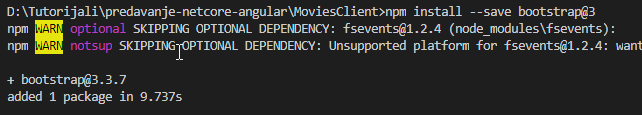 D:\Tutorijali\predavanje-netcore-angular\MoviesClient>npm install --save bootstrap@3
npm WARN optional SKIPPING OPTIONAL DEPENDENCY: fsevents@1.2.4 (node_modules\fsevents):
npm WARN notsup SKIPPING OPTIONAL DEPENDENCY: Unsupported platform for fsevents@1.2.4: want
+ bootstrap@3.3.7
added 1 package in 9.737s